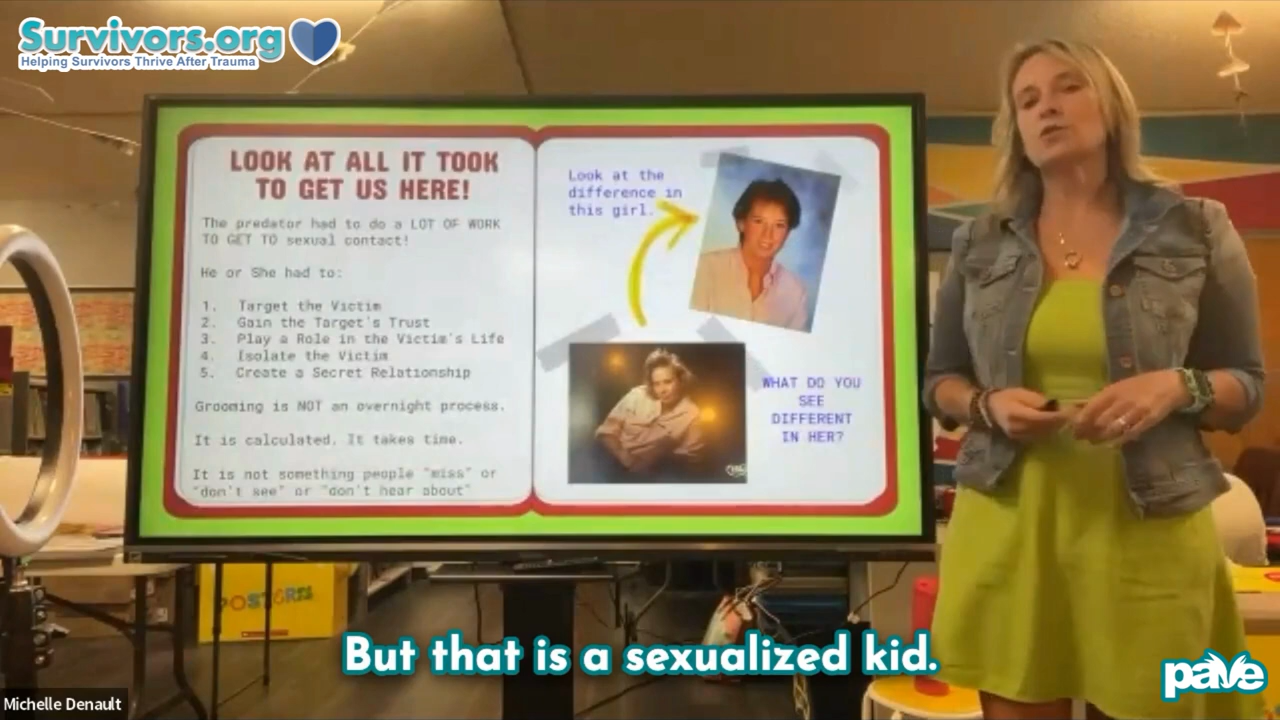 Survivors.org
Helping Survivors Thrive After Trauma
LOOK AT ALL IT TOOK
TO GET US HERE!
The predator had to do a LOT OF WORK
TO GET TO sexual contact!
He or She had to:
1. Target the Victim
2. Gain the Target's Trust
3. Play a Role in the Victim's Life
4. Isolate the Victim
5. Create a Secret Relationship
Grooming is NOT an overnight process.
It is calculated. It takes time.
It is not something people "miss" or
"don't see" or "don't hear about"
Look at the
difference in
this girl.
WHAT DO YOU
SEE
DIFFERENT
IN HER?
POSTERS
But that is a sexualized kid.
Michelle Denault
pave